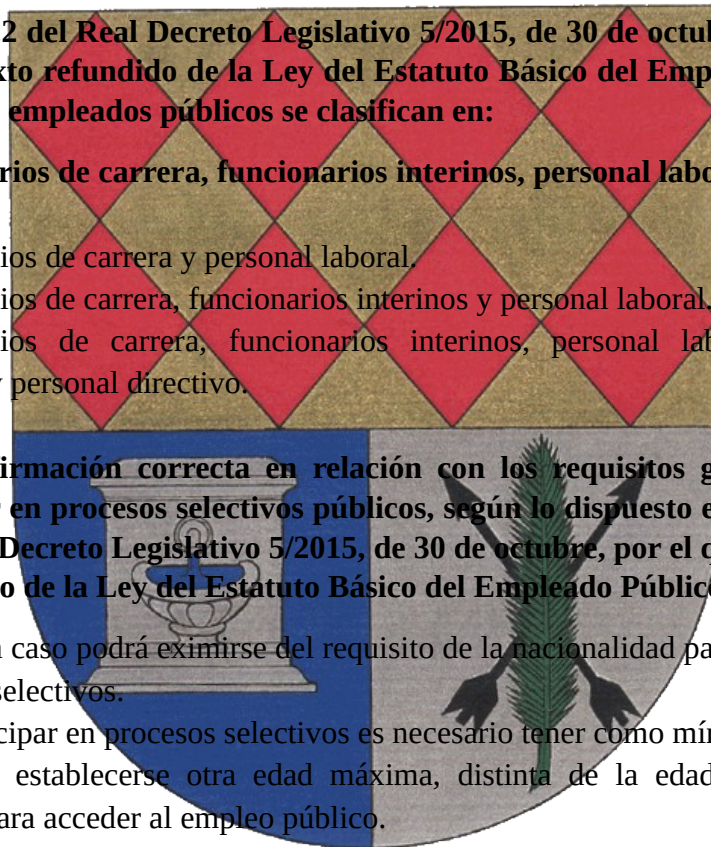 2 del Real Decreto Legislativo 5/2015, de 30 de octub
xto refundido de la Ley del Estatuto Básico del Emp
empleados públicos se clasifican en:
rios de carrera, funcionarios interinos, personal labo
ios de carrera y personal laboral.
ios de carrera, funcionarios interinos y personal laboral.
ios de carrera, funcionarios interinos, personal lab
y personal directivo.
irmación correcta en relación con los requisitos g
en procesos selectivos públicos, según lo dispuesto e
Decreto Legislativo 5/2015, de 30 de octubre, por el q
o de la Ley del Estatuto Básico del Empleado Público
n caso podrá eximirse del requisito de la nacionalidad pa
selectivos.
cipar en procesos selectivos es necesario tener como mín
establecerse otra edad máxima, distinta de la edad
ara acceder al empleo público.